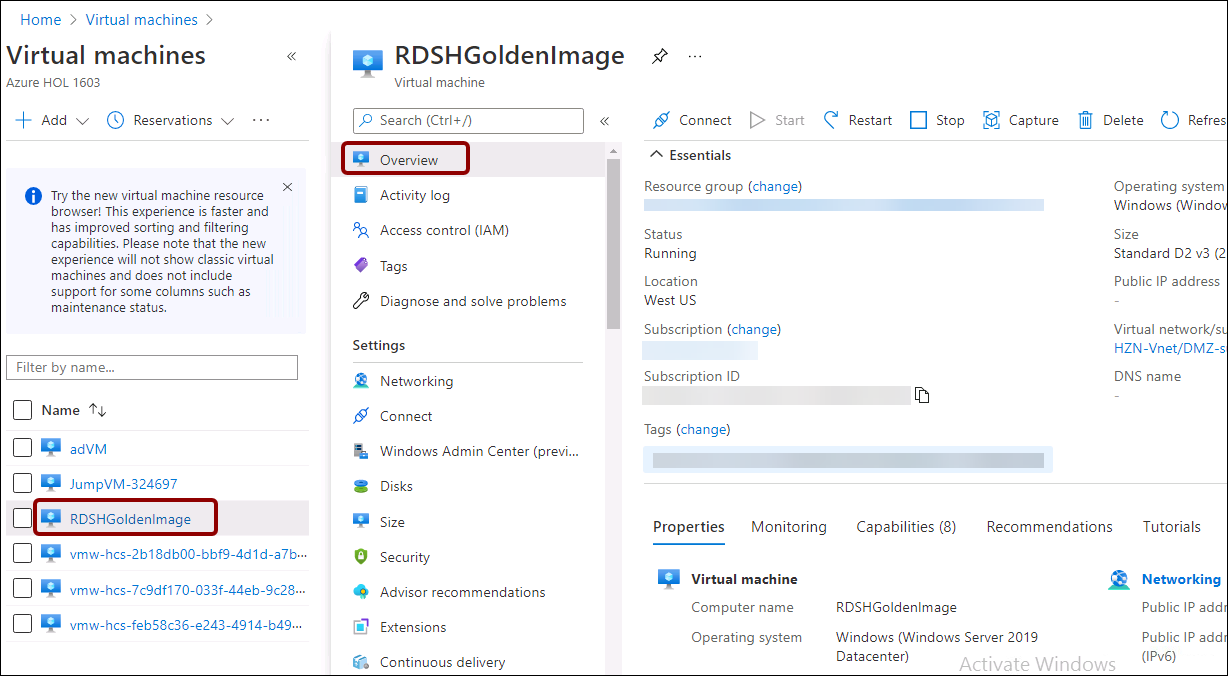 Home > Virtual machines >
Virtual machines «
Azure HOL 1603
Add Reservations ...
Try the new virtual machine resource
browser! This experience is faster and
has improved sorting and filtering
capabilities. Please note that the new
experience will not show classic virtual
machines and does not include
support for some columns such as
maintenance status.
Filter by name...
Name
adVM
JumpVM-324697
RDSHGoldenImage
vmw-hcs-2b18db00-bbf9-4d1d-a7b...
vmw-hcs-7c9df170-033f-44eb-9c28...
vmw-hcs-feb58c36-e243-4914-b49...
RDSHGoldenImage ...
Virtual machine
Search (Ctrl+/) «
Overview
Activity log
Access control (IAM)
Tags
Diagnose and solve problems
Settings
Networking
Connect
Windows Admin Center (previ...
Disks
Size
Security
Advisor recommendations
Extensions
Continuous delivery
Connect Start Restart Stop Capture Delete Refres
Essentials
Resource group (change)
Status
Running
Location
West US
Subscription (change)
Subscription ID
Tags (change)
Operating system
Windows (Window
Size
Standard D2 v3 (2
Public IP address
-
Virtual network/su
HZN-Vnet/DMZ-s
DNS name
-
Properties Monitoring Capabilities (8) Recommendations Tutorials
Virtual machine
Computer name RDSHGoldenImage
Operating system Windows (Windows Server 2019
Datacenter)
Networking
Public IP addr
Public IP addr
(IPv6)
Activate Windows